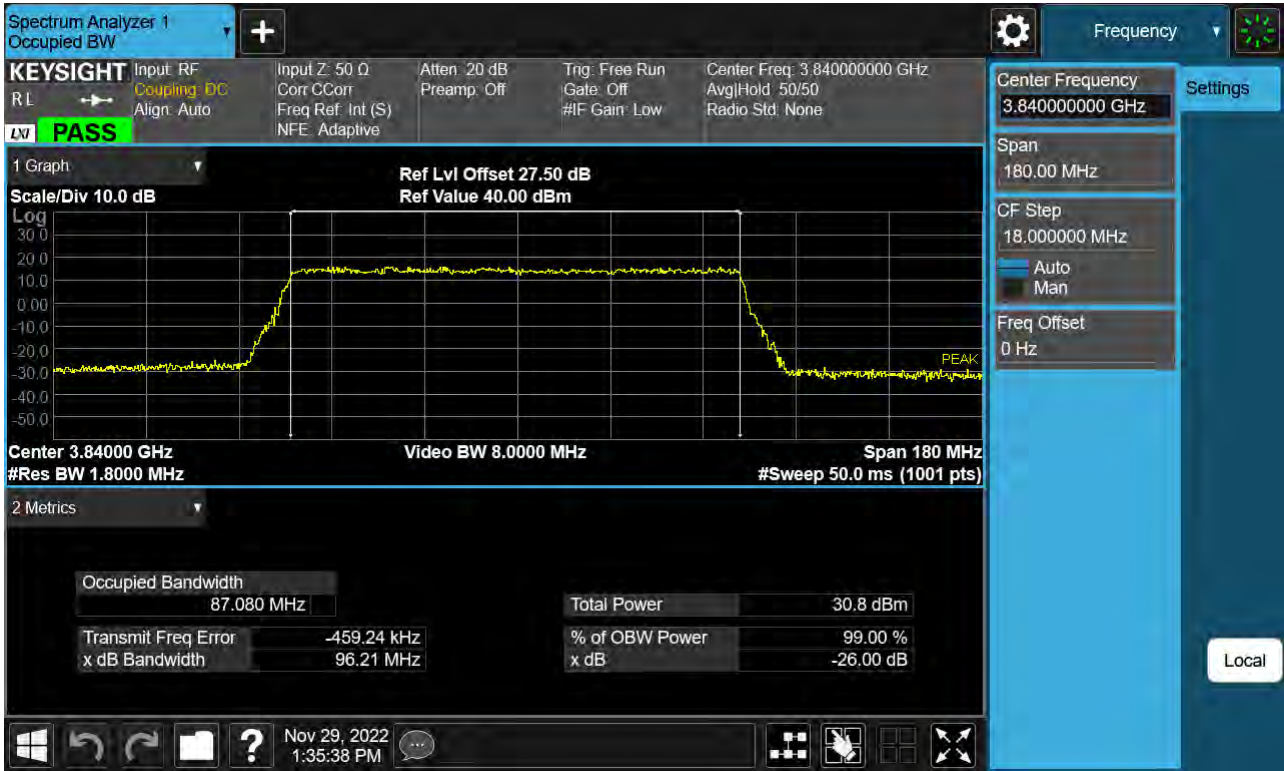 Spectrum Analyzer 1
Occupied BW
Frequency
KEYSIGHT
R L
LXI
PASS
Input: RF
Coupling: DC
Align: Auto
Input Z: 50 Ω
Corr CCorr
Freq Ref: Int (S)
NFE: Adaptive
Atten: 20 dB
Preamp: Off
Trig: Free Run
Gate: Off
#IF Gain: Low
Center Freq: 3.840000000 GHz
Avg|Hold: 50/50
Radio Std: None
Center Frequency
3.840000000 GHz
Settings
Span
180.00 MHz
CF Step
18.000000 MHz
Auto
Man
Freq Offset
0 Hz
Local
1 Graph
Scale/Div 10.0 dB
Ref Lvl Offset 27.50 dB
Ref Value 40.00 dBm
Log
30.0
20.0
10.0
0.00
-10.0
-20.0
-30.0
-40.0
-50.0
PEAK
Center 3.84000 GHz
#Res BW 1.8000 MHz
Video BW 8.0000 MHz
Span 180 MHz
#Sweep 50.0 ms (1001 pts)
2 Metrics
Occupied Bandwidth
87.080 MHz
Transmit Freq Error -459.24 kHz
x dB Bandwidth 96.21 MHz
Total Power 30.8 dBm
% of OBW Power 99.00 %
x dB -26.00 dB
?
Nov 29, 2022
1:35:38 PM